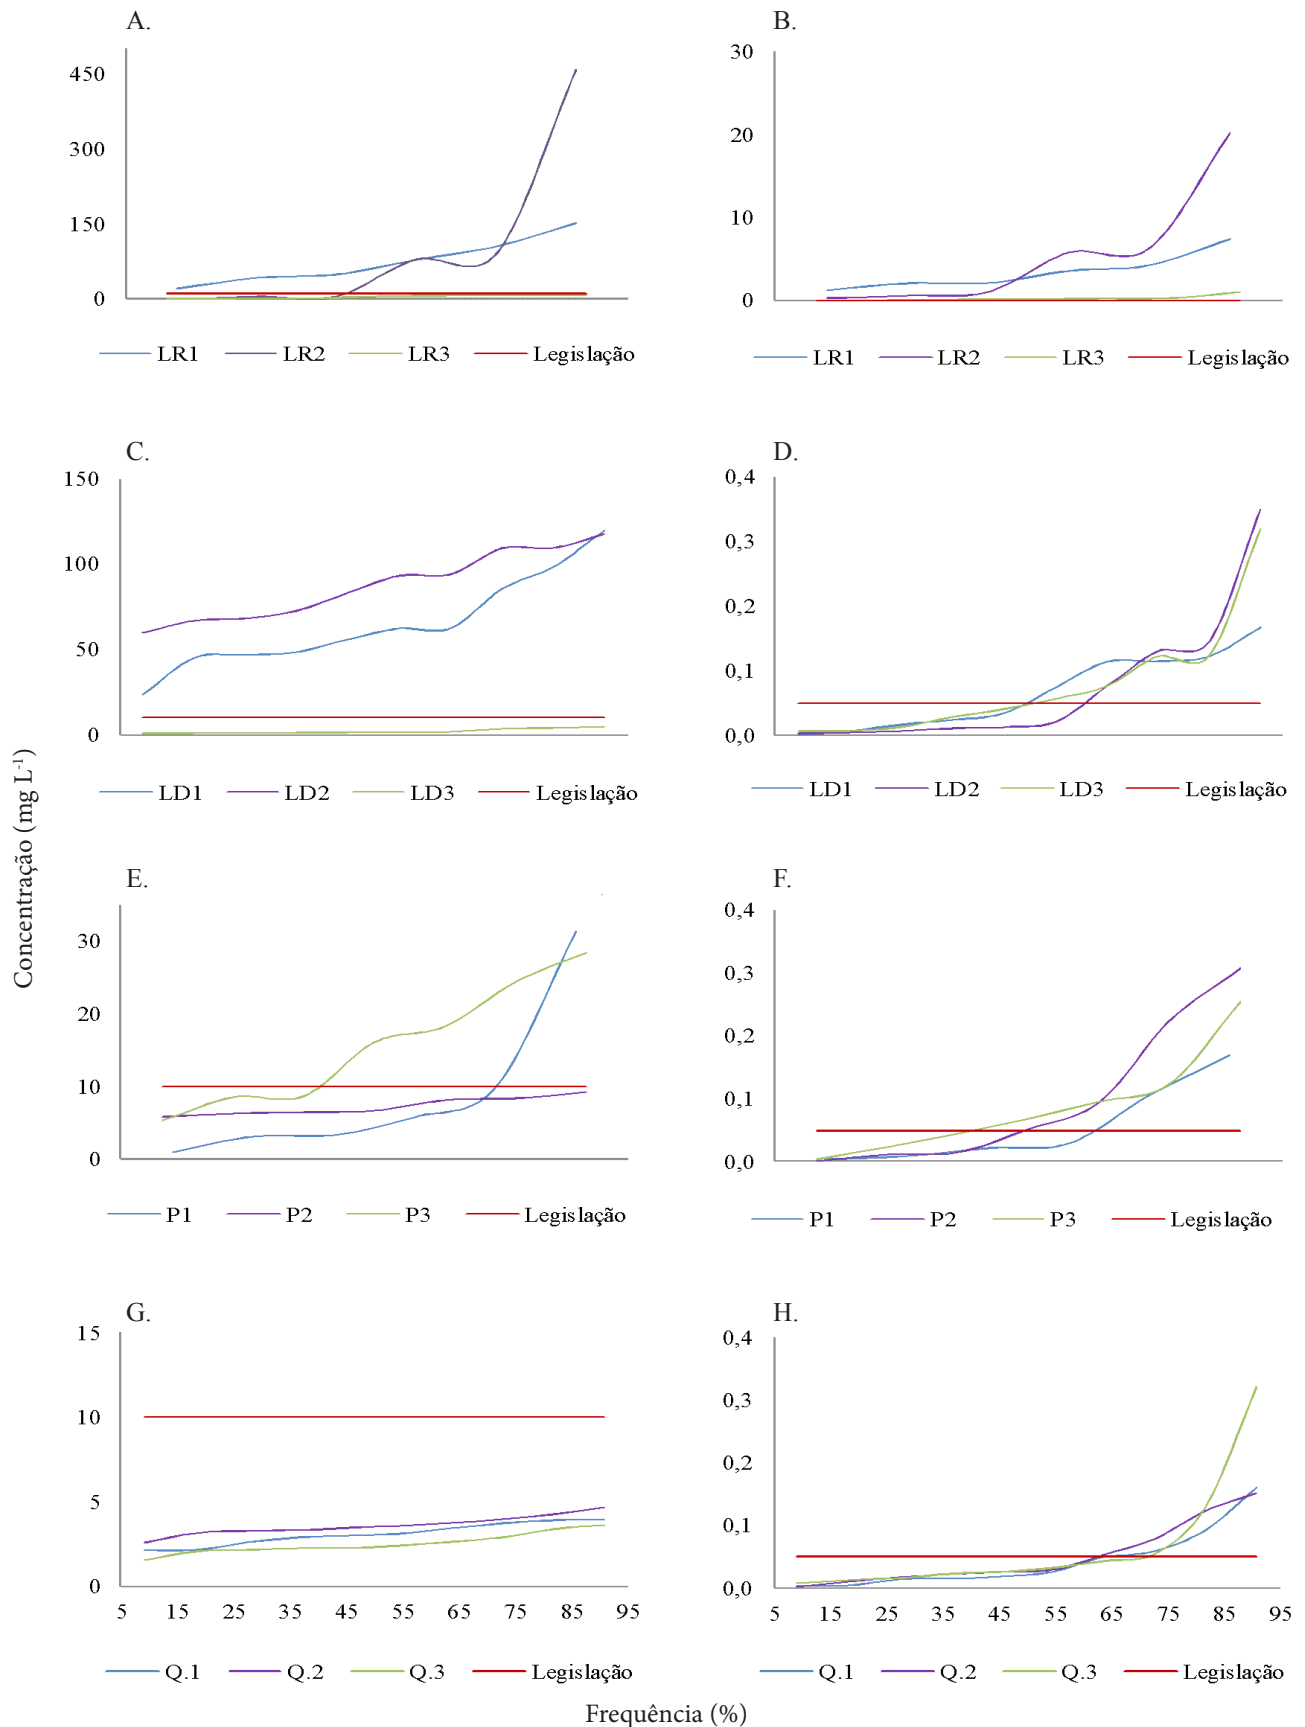 A.
450
300
150
0
LR1 LR2 LR3 Legislação
B.
30
20
10
0
LR1 LR2 LR3 Legislação
C.
150
100
50
0
LD1 LD2 LD3 Legislação
D.
0,4
0,3
0,2
0,1
0,0
LD1 LD2 LD3 Legislação
Concentração (mg L⁻¹)
E.
30
20
10
0
P1 P2 P3 Legislação
F.
0,4
0,3
0,2
0,1
0,0
P1 P2 P3 Legislação
G.
15
10
5
0
5 15 25 35 45 55 65 75 85 95
Q.1 Q.2 Q.3 Legislação
H.
0,4
0,3
0,2
0,1
0,0
5 15 25 35 45 55 65 75 85 95
Q.1 Q.2 Q.3 Legislação
Frequência (%)